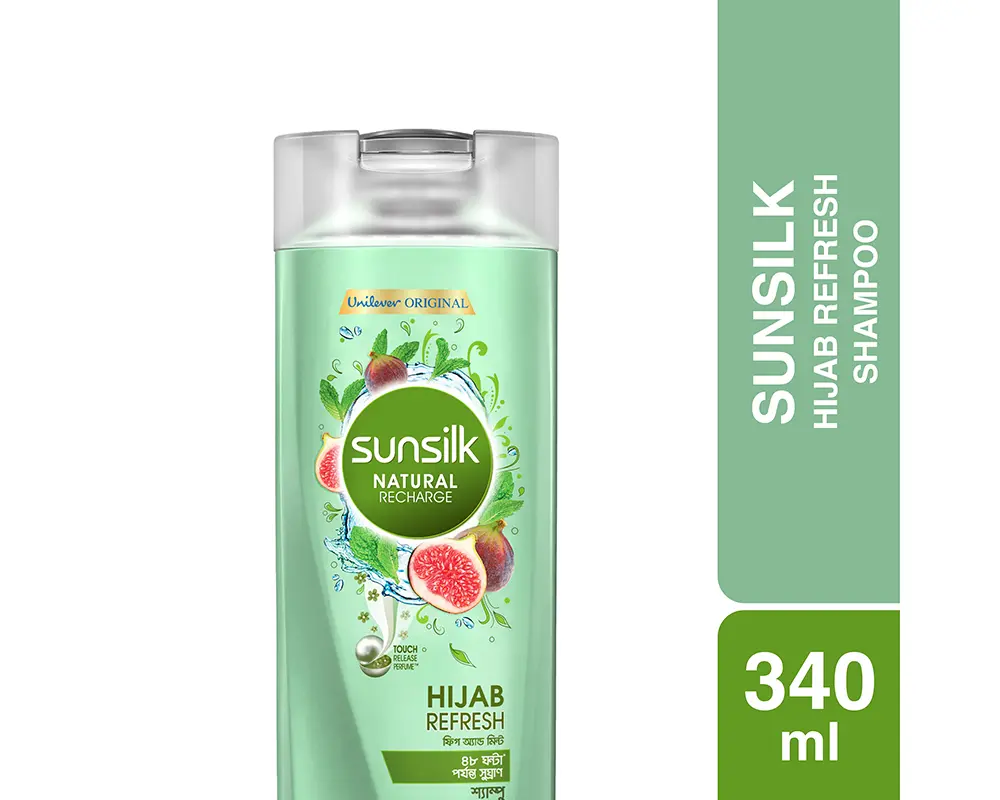 Unilever ORIGINAL
sunsilk
NATURAL
RECHARGE
TOUCH
RELEASE
PERFUME™
HIJAB
REFRESH
ফিগ অ্যান্ড মিন্ট
৪৮ ঘন্টা*
পর্যন্ত সুঘ্রাণ
শ্যাম্পু
SUNSILK
HIJAB REFRESH
SHAMPOO
340
ml